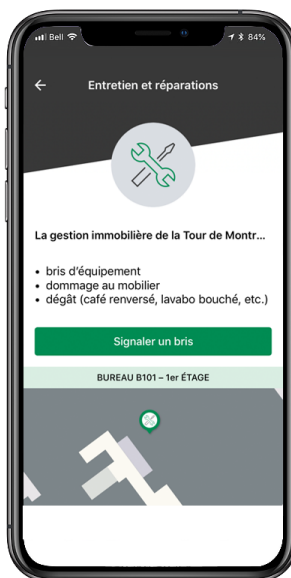 Bell 84%
Entretien et réparations
La gestion immobilière de la Tour de Montr...
• bris d'équipement
• dommage au mobilier
• dégât (café renversé, lavabo bouché, etc.)
Signaler un bris
BUREAU B101 – 1er ÉTAGE